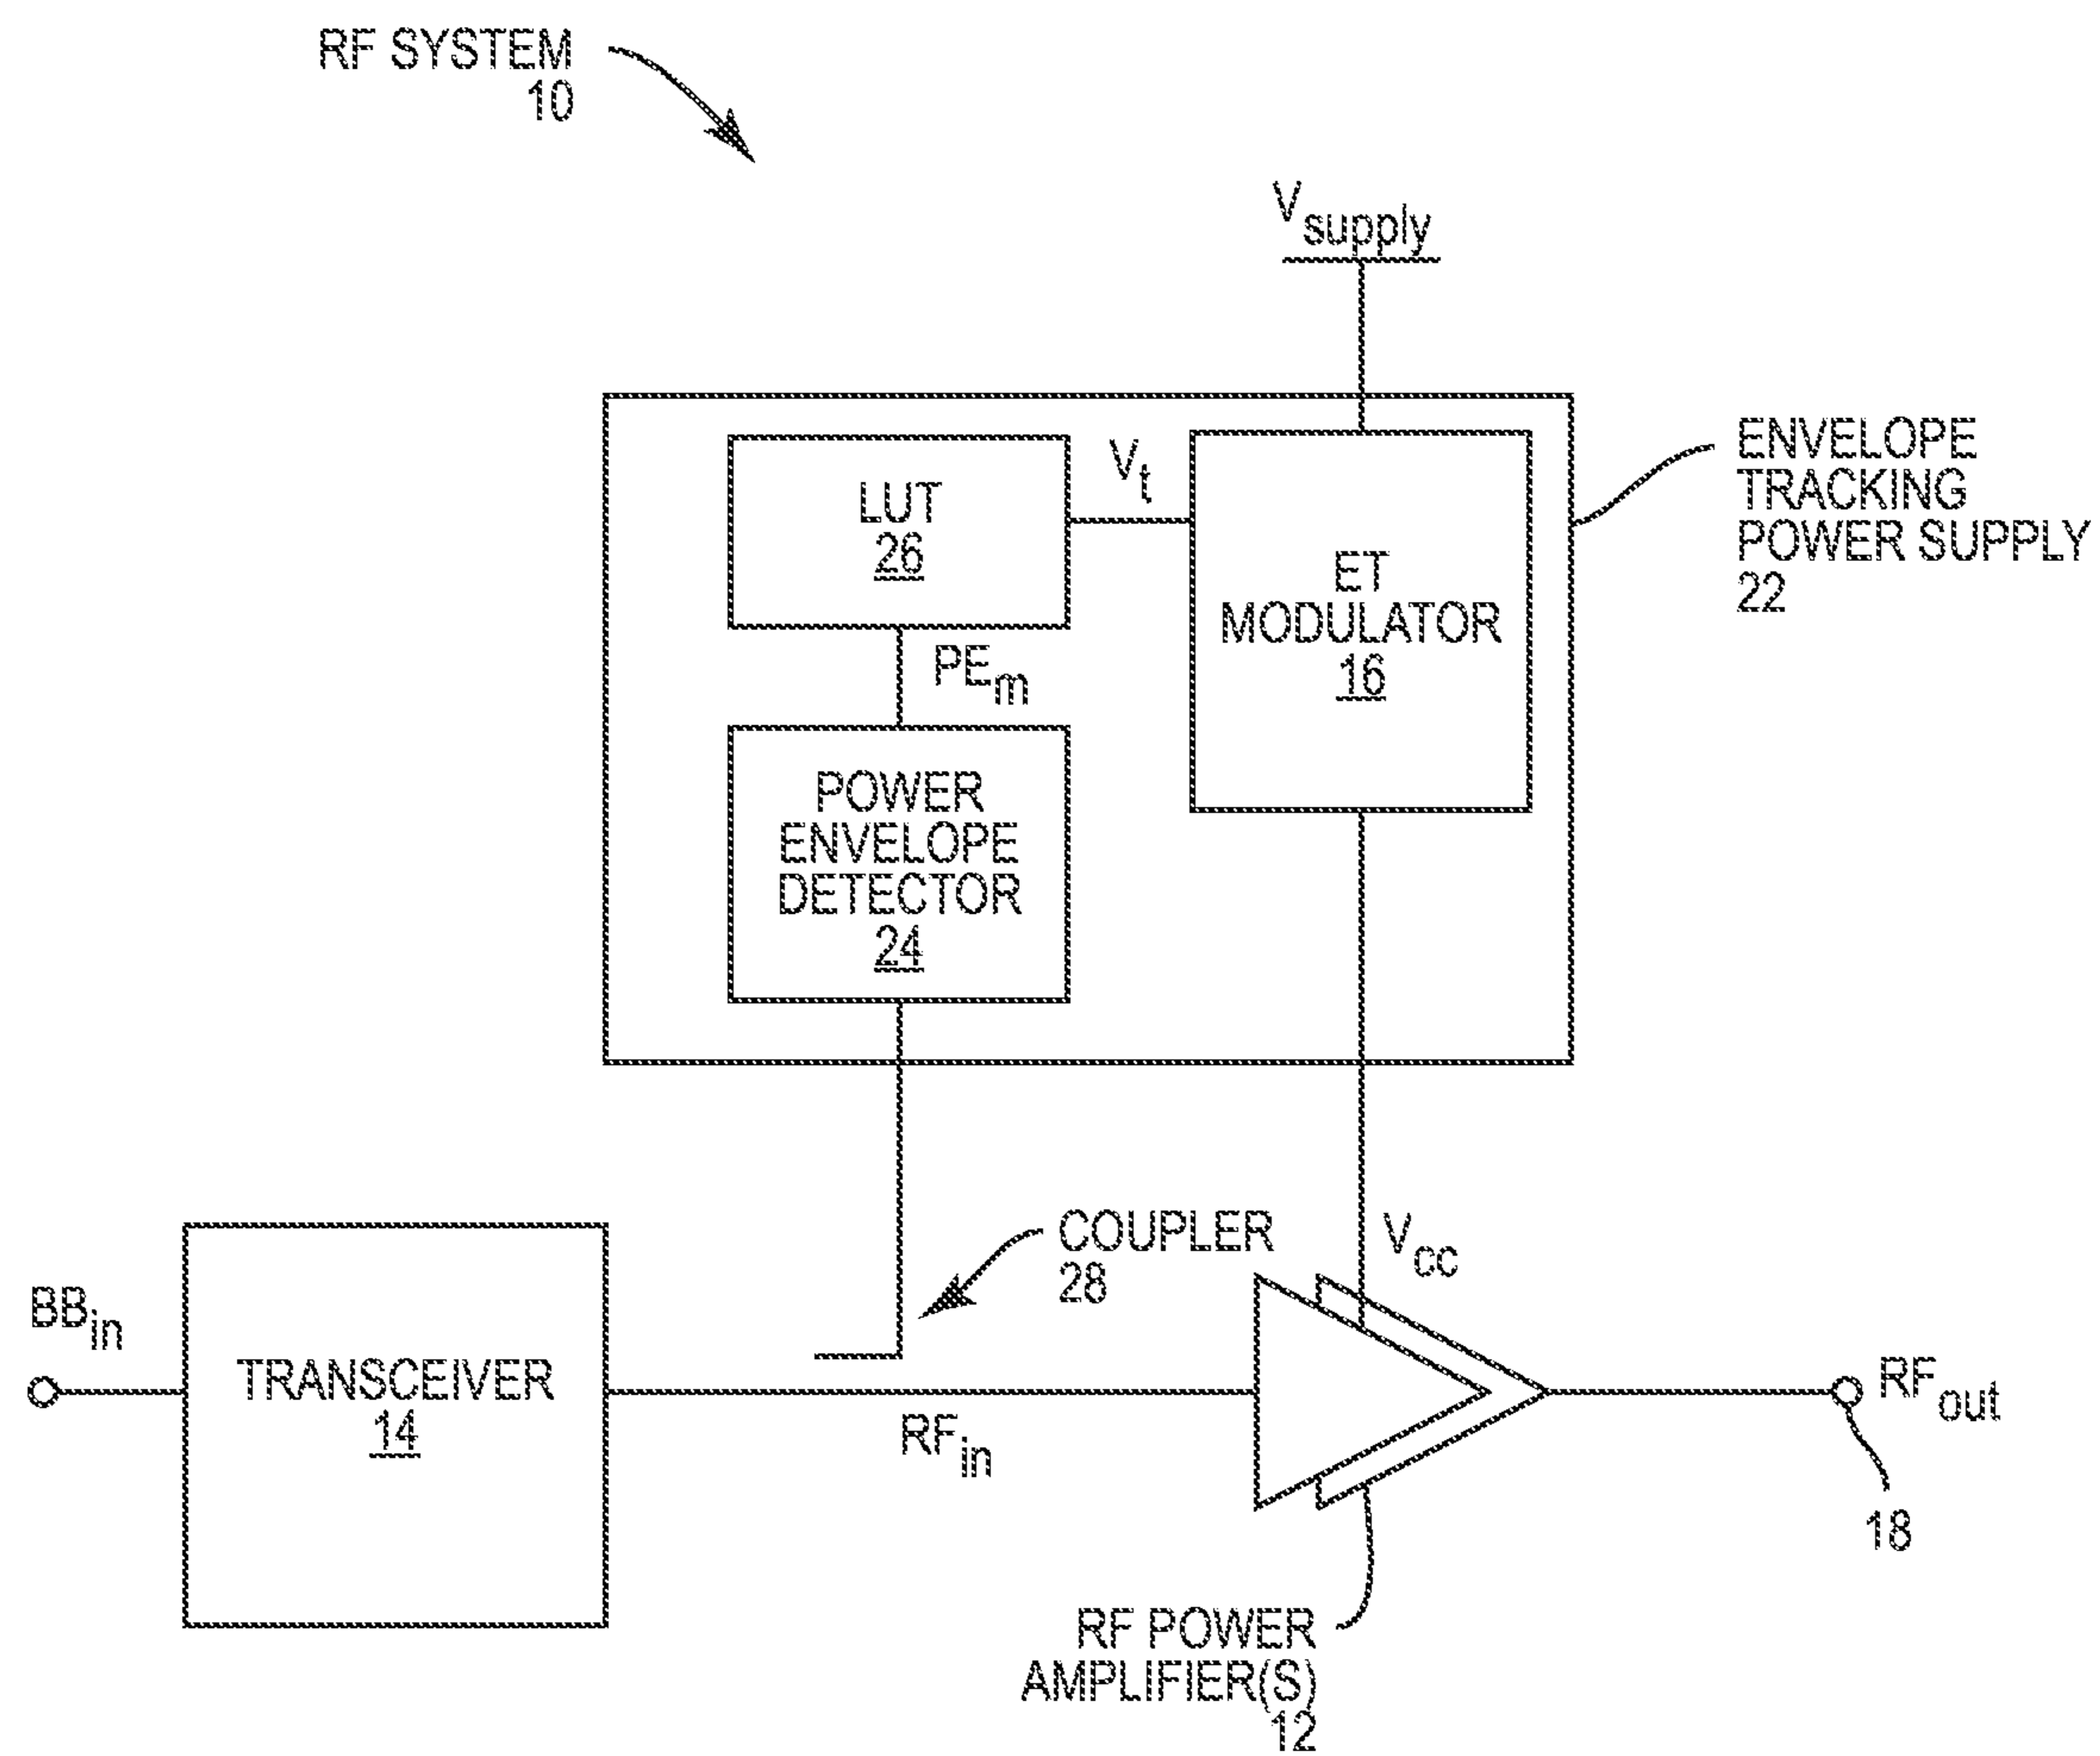 RF SYSTEM
10
Vsupply
ENVELOPE
TRACKING
POWER SUPPLY
22
LUT
26
Vt
ET
MODULATOR
16
PEm
POWER
ENVELOPE
DETECTOR
24
COUPLER
28
Vcc
BBin
TRANSCEIVER
14
RFin
RFout
18
RF POWER
AMPLIFIER(S)
12